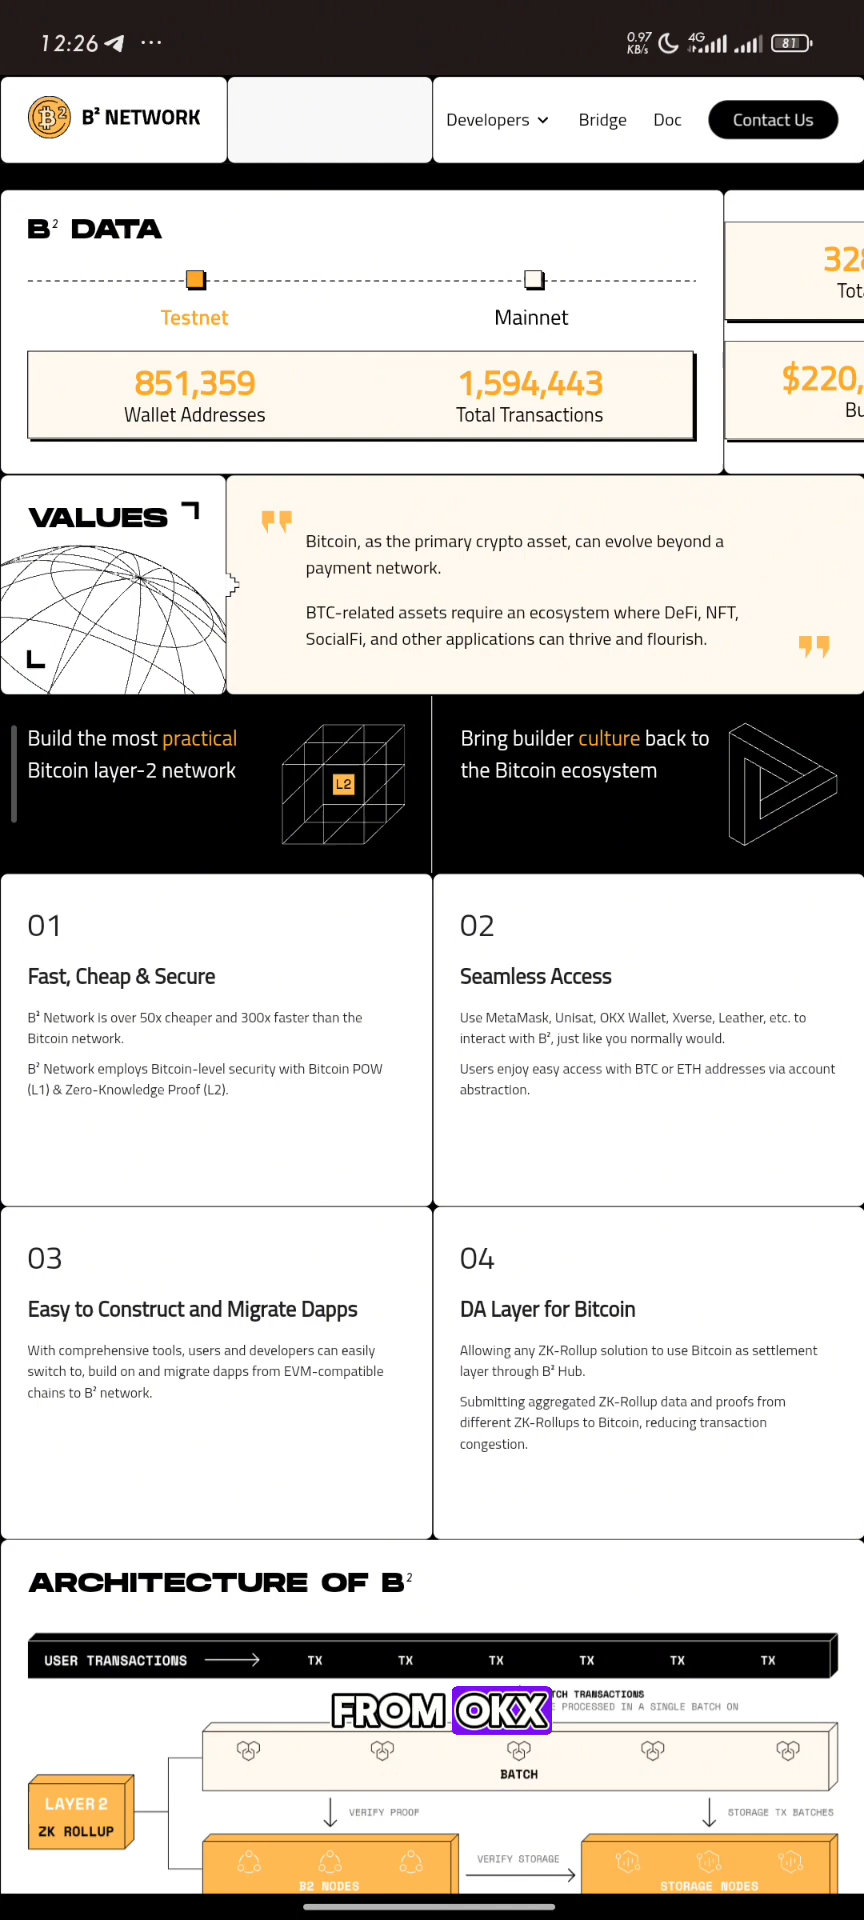 12:26
0.97
KB/s
4G
81
B² NETWORK
Developers
Bridge
Doc
Contact Us
B² DATA
Testnet
Mainnet
851,359
Wallet Addresses
1,594,443
Total Transactions
$220,
VALUES
Bitcoin, as the primary crypto asset, can evolve beyond a
payment network.
BTC-related assets require an ecosystem where DeFi, NFT,
SocialFi, and other applications can thrive and flourish.
Build the most practical
Bitcoin layer-2 network
L2
Bring builder culture back to
the Bitcoin ecosystem
01
Fast, Cheap & Secure
B² Network is over 50x cheaper and 300x faster than the
Bitcoin network.
B² Network employs Bitcoin-level security with Bitcoin POW
(L1) & Zero-Knowledge Proof (L2).
02
Seamless Access
Use MetaMask, Unisat, OKX Wallet, Xverse, Leather, etc. to
interact with B², just like you normally would.
Users enjoy easy access with BTC or ETH addresses via account
abstraction.
03
Easy to Construct and Migrate Dapps
With comprehensive tools, users and developers can easily
switch to, build on and migrate dapps from EVM-compatible
chains to B² network.
04
DA Layer for Bitcoin
Allowing any ZK-Rollup solution to use Bitcoin as settlement
layer through B² Hub.
Submitting aggregated ZK-Rollup data and proofs from
different ZK-Rollups to Bitcoin, reducing transaction
congestion.
ARCHITECTURE OF B²
USER TRANSACTIONS
TX TX TX TX TX TX
TRANSACTIONS
PROCESSED IN A SINGLE BATCH ON
FROM OKX
BATCH
LAYER 2
ZK ROLLUP
VERIFY PROOF
STORAGE TX BATCHES
VERIFY STORAGE
B2 NODES
STORAGE NODES